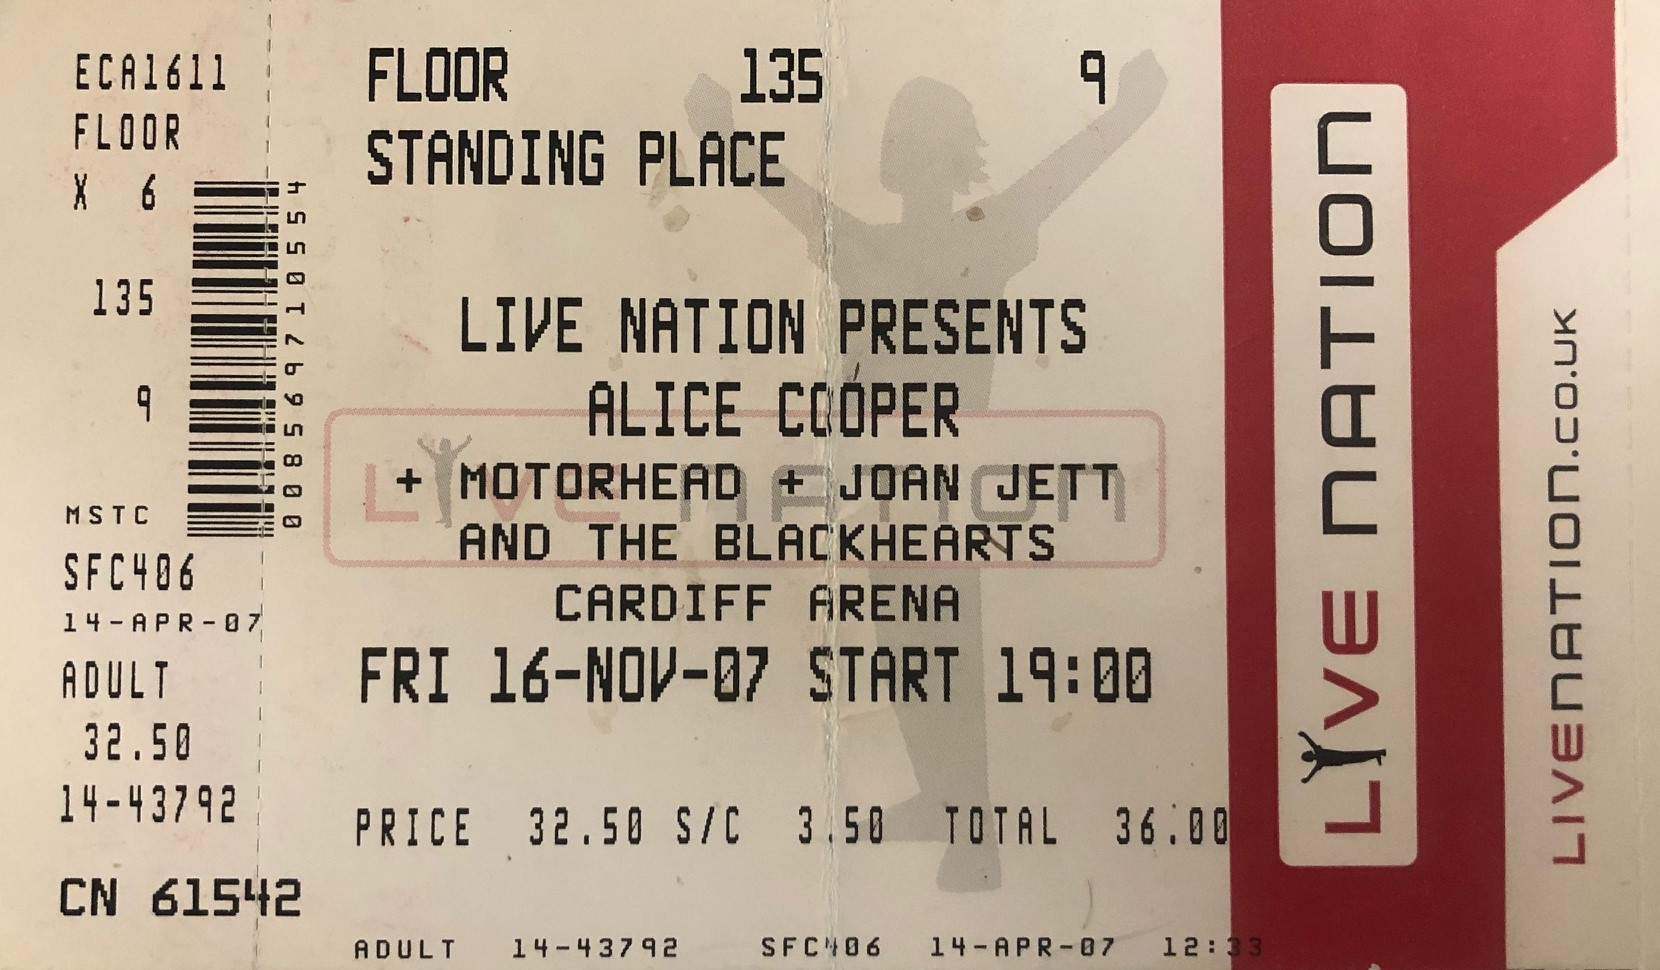 ECA1611
FLOOR
X 6
135
9
MSTC
SFC406
14-APR-07
ADULT
32.50
14-43792
CN 61542
0008569710554
FLOOR 135 9
STANDING PLACE
LIVE NATION PRESENTS
ALICE COOPER
+ MOTORHEAD + JOAN JETT
AND THE BLACKHEARTS
CARDIFF ARENA
FRI 16-NOV-07 START 19:00
PRICE 32.50 S/C 3.50 TOTAL 36.00
ADULT 14-43792 SFC406 14-APR-07 12:33
LIVE NATION
LIVE NATION
LIVENATION.CO.UK